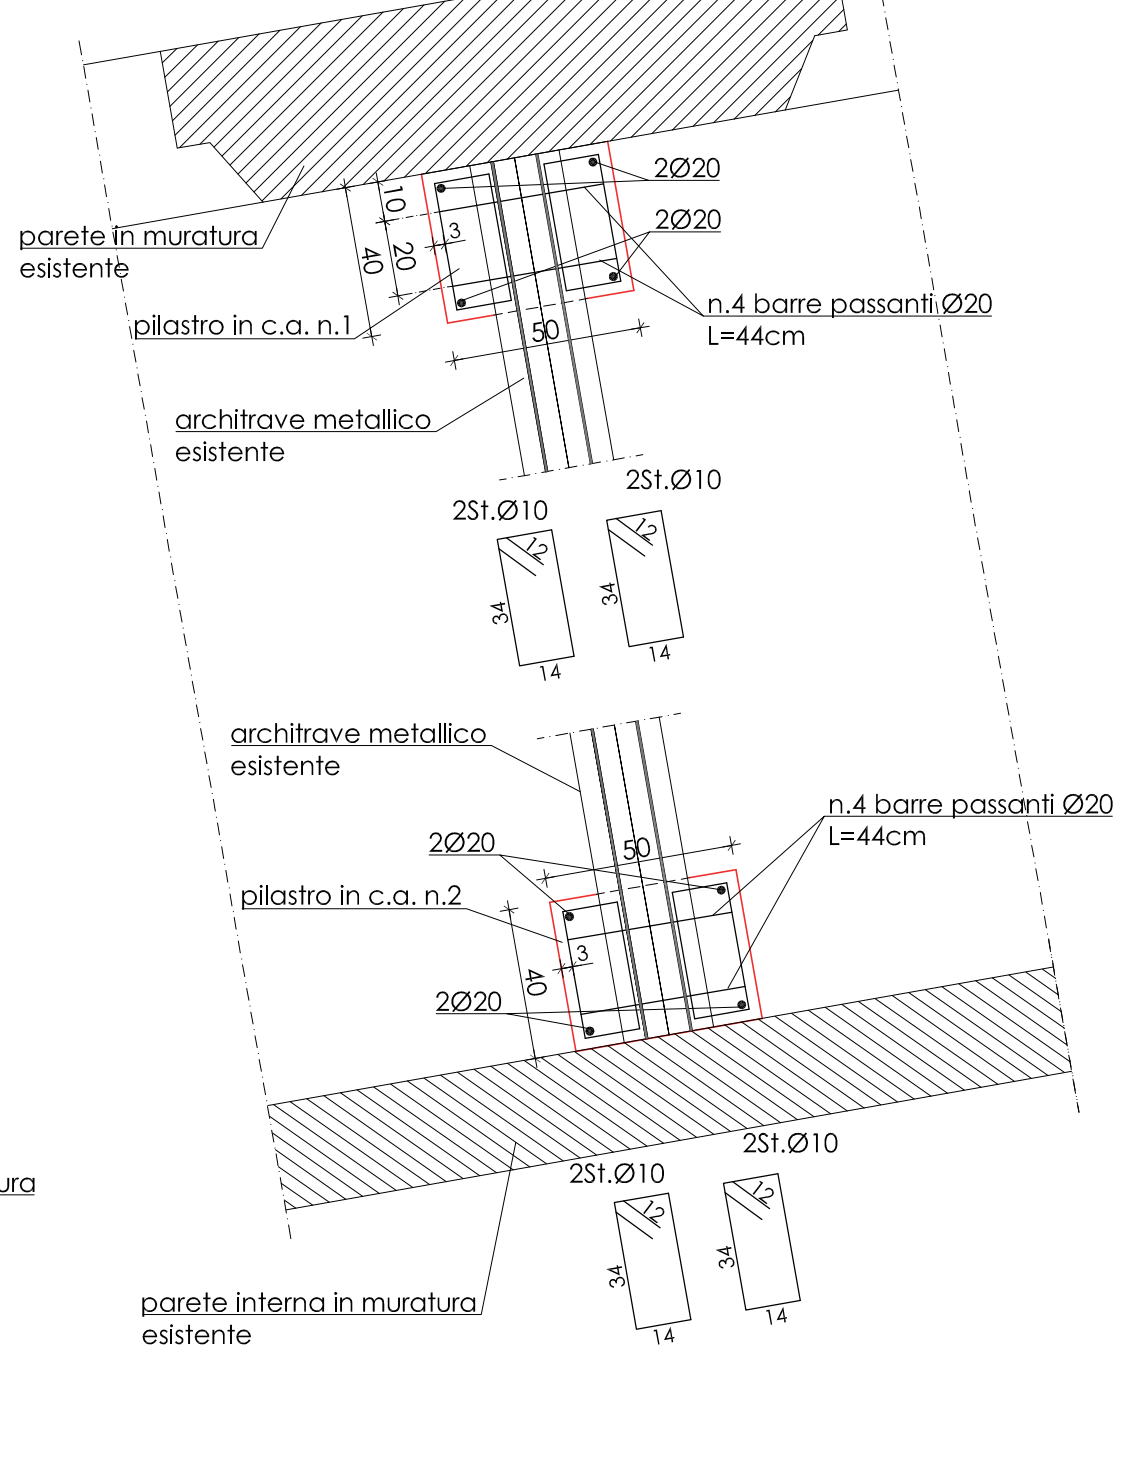 2Ø20
10
2Ø20
3
parete in muratura
esistente
40
20
n.4 barre passanti Ø20
L=44cm
pilastro in c.a. n.1
50
architrave metallico
esistente
2St.Ø10
2St.Ø10
12
12
34
34
14
14
architrave metallico
esistente
n.4 barre passanti Ø20
L=44cm
2Ø20
50
pilastro in c.a. n.2
3
40
2Ø20
2St.Ø10
2St.Ø10
ura
12
12
34
34
14
14
parete interna in muratura
esistente